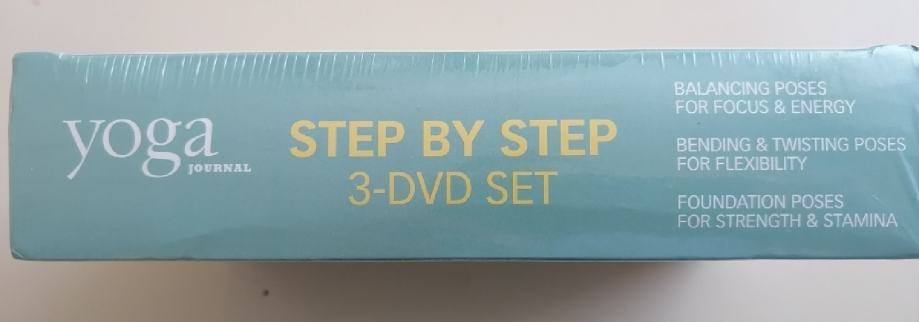 yoga
JOURNAL
STEP BY STEP
3-DVD SET
BALANCING POSES
FOR FOCUS & ENERGY
BENDING & TWISTING POSES
FOR FLEXIBILITY
FOUNDATION POSES
FOR STRENGTH & STAMINA